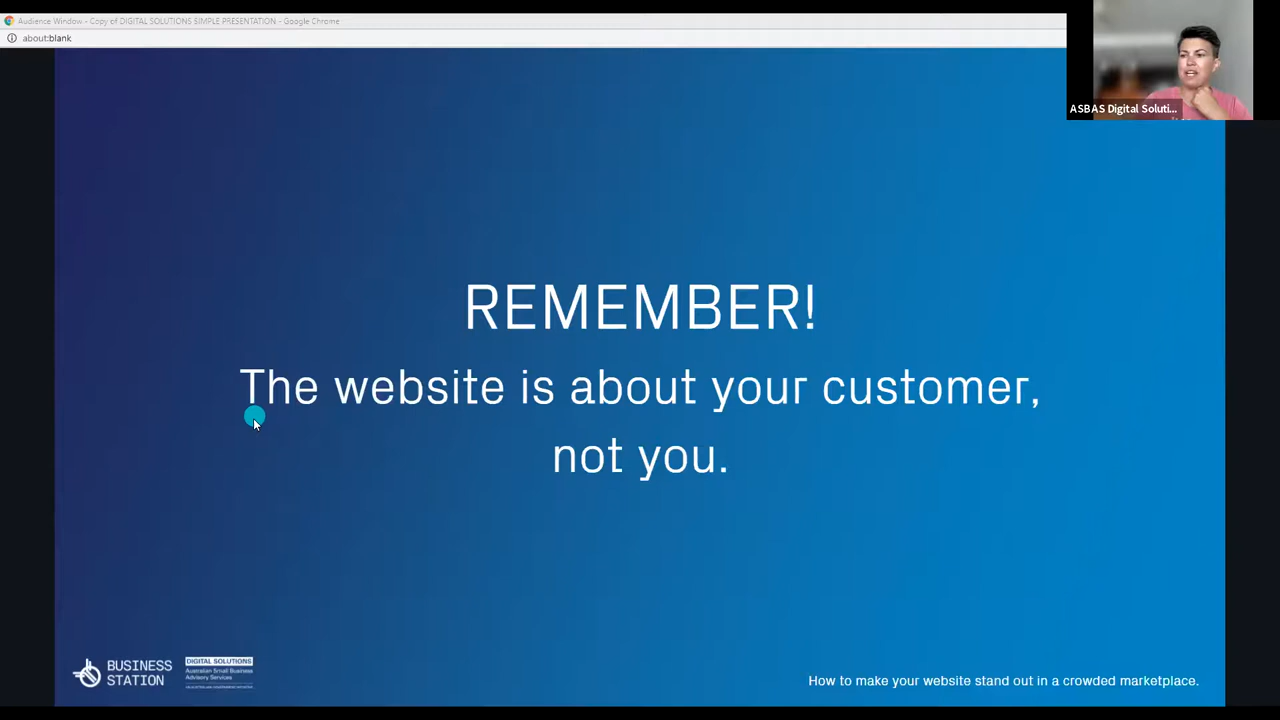 Audience Window - Copy of DIGITAL SOLUTIONS SIMPLE PRESENTATION - Google Chrome
about:blank
ASBAS Digital Soluti...
REMEMBER!
The website is about your customer,
not you.
BUSINESS
STATION
DIGITAL SOLUTIONS
Australian Small Business
Advisory Services
How to make your website stand out in a crowded marketplace.